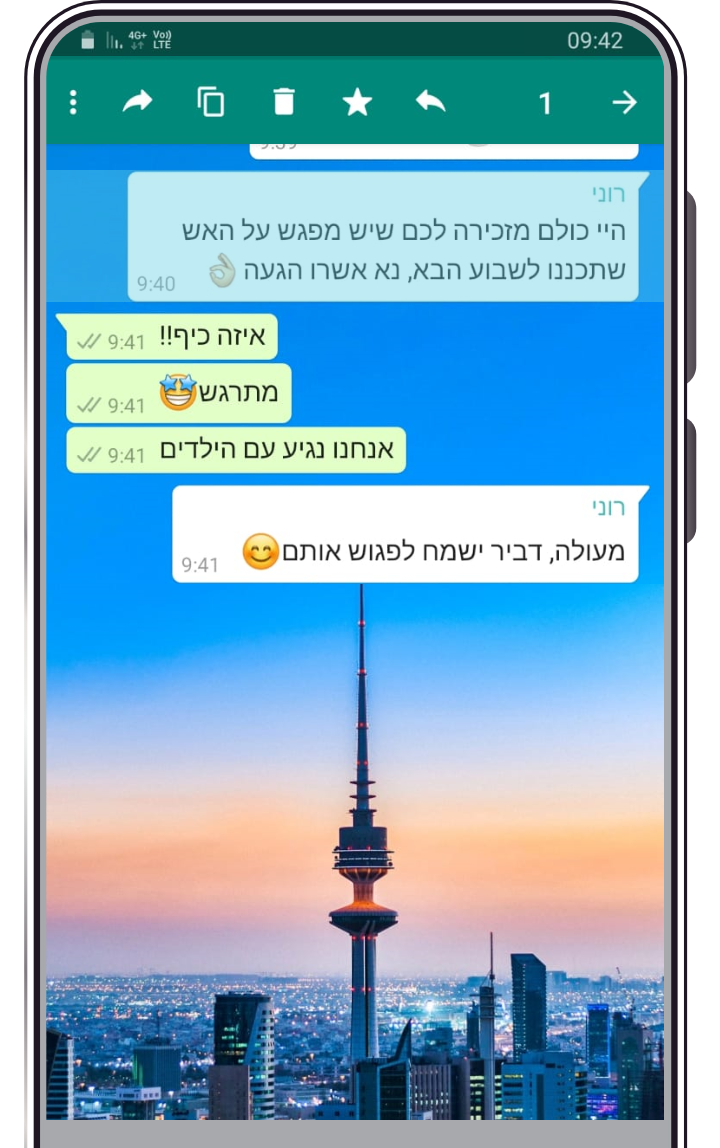 4G+ Vo)) LTE 09:42
1
רוני
היי כולם מזכירה לכם שיש מפגש על האש
שתכננו לשבוע הבא, נא אשרו הגעה 👌🏼
9:40
איזה כיף!! 9:41
מתרגש🤩 9:41
אנחנו נגיע עם הילדים 9:41
רוני
מעולה, דביר ישמח לפגוש אותם😊
9:41